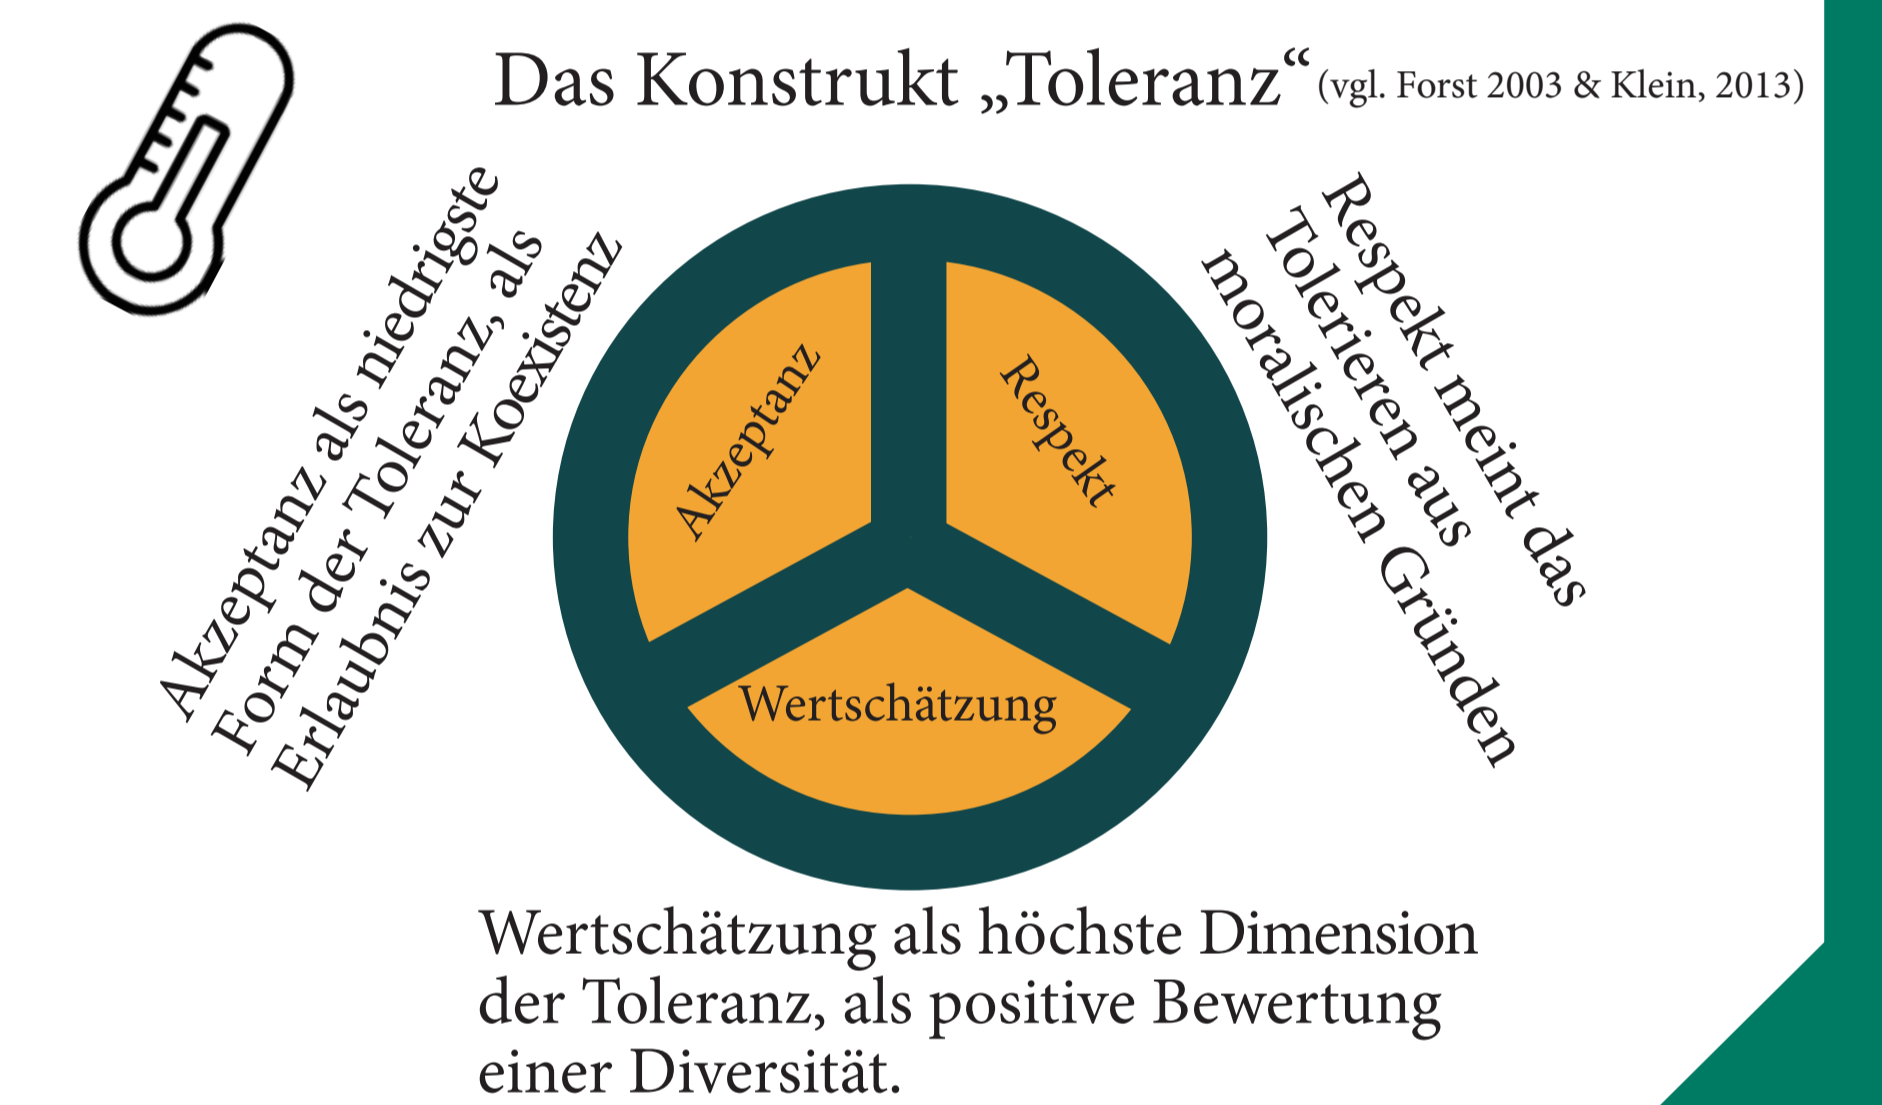 Das Konstrukt „Toleranz“ (vgl. Forst 2003 & Klein, 2013)
Akzeptanz als niedrigste
Form der Toleranz, als
Erlaubnis zur Koexistenz
Akzeptanz
Respekt
Wertschätzung
Respekt meint das
Tolerieren aus
moralischen Gründen
Wertschätzung als höchste Dimension
der Toleranz, als positive Bewertung
einer Diversität.